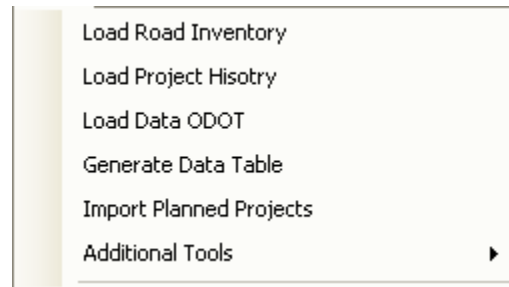 Load Road Inventory
Load Project Hisotry
Load Data ODOT
Generate Data Table
Import Planned Projects
Additional Tools